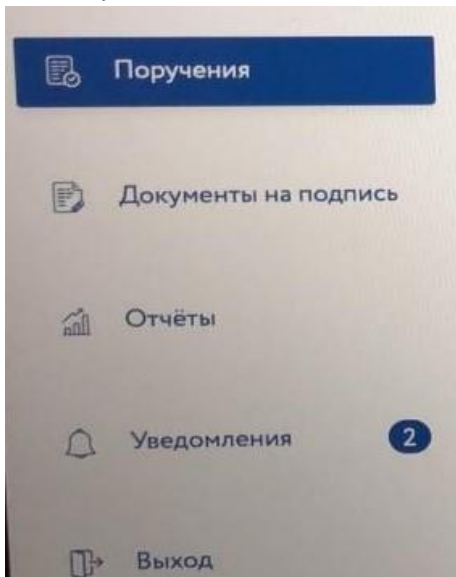 Поручения
Документы на подпись
Отчёты
Уведомления 2
Выход